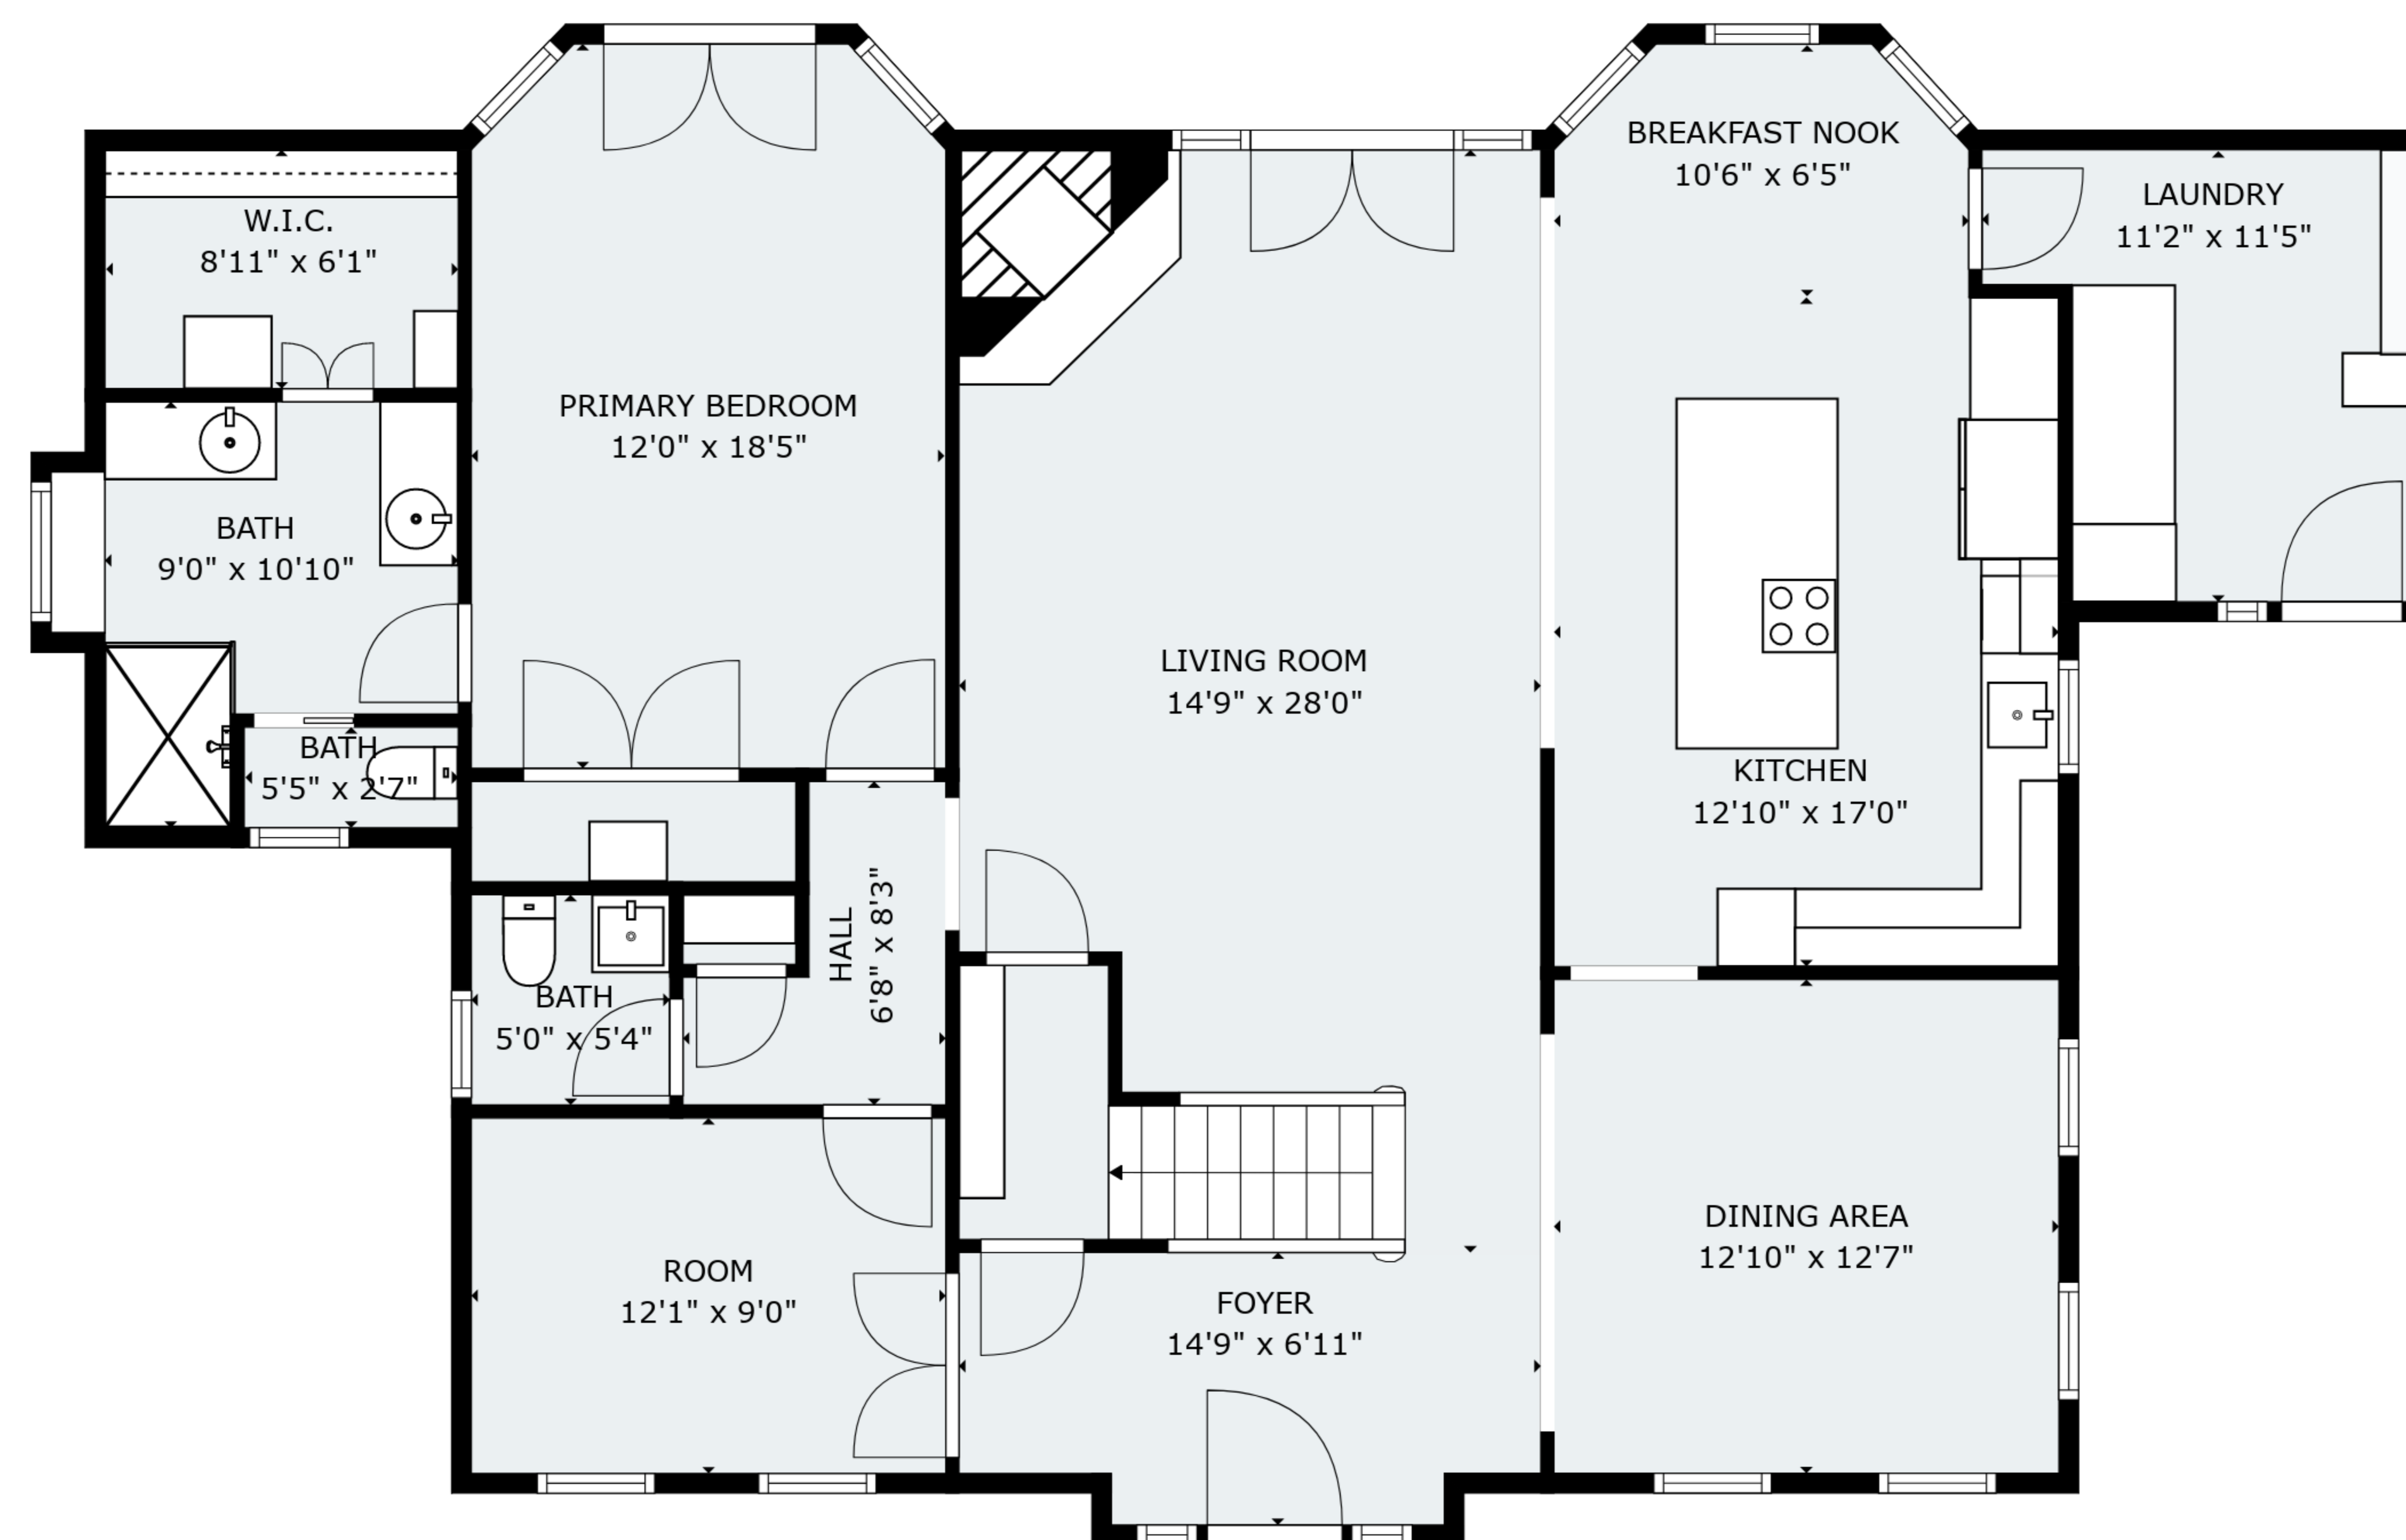 BREAKFAST NOOK
10'6" x 6'5"
LAUNDRY
11'2" x 11'5"
W.I.C.
8'11" x 6'1"
PRIMARY BEDROOM
12'0" x 18'5"
BATH
9'0" x 10'10"
LIVING ROOM
14'9" x 28'0"
BATH
5'5" x 2'7"
KITCHEN
12'10" x 17'0"
HALL
6'8" x 8'3"
BATH
5'0" x 5'4"
DINING AREA
12'10" x 12'7"
ROOM
12'1" x 9'0"
FOYER
14'9" x 6'11"